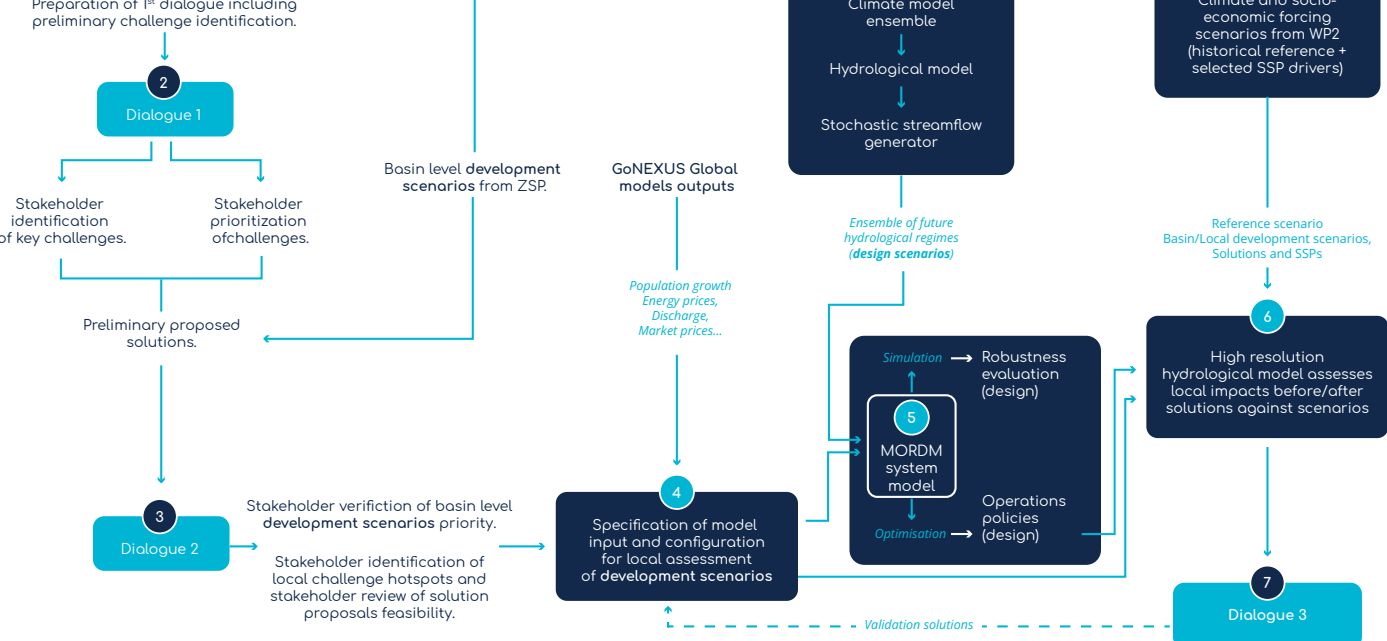 Preparation of 1st dialogue including
preliminary challenge identification.
2
Dialogue 1
Stakeholder
identification
of key challenges.
Stakeholder
prioritization
ofchallenges.
Preliminary proposed
solutions.
Basin level development
scenarios from ZSP.
3
Dialogue 2
Stakeholder verifiction of basin level
development scenarios priority.
Stakeholder identification of
local challenge hotspots and
stakeholder review of solution
proposals feasibility.
GoNEXUS Global
models outputs
Population growth
Energy prices,
Discharge,
Market prices...
4
Specification of model
input and configuration
for local assessment
of development scenarios
Climate model
ensemble
Hydrological model
Stochastic streamflow
generator
Ensemble of future
hydrological regimes
(design scenarios)
Simulation
Robustness
evaluation
(design)
5
MORDM
system
model
Optimisation
Operations
policies
(design)
Climate and socio-
economic forcing
scenarios from WP2
(historical reference +
selected SSP drivers)
Reference scenario
Basin/Local development scenarios,
Solutions and SSPs
6
High resolution
hydrological model assesses
local impacts before/after
solutions against scenarios
7
Dialogue 3
Validation solutions